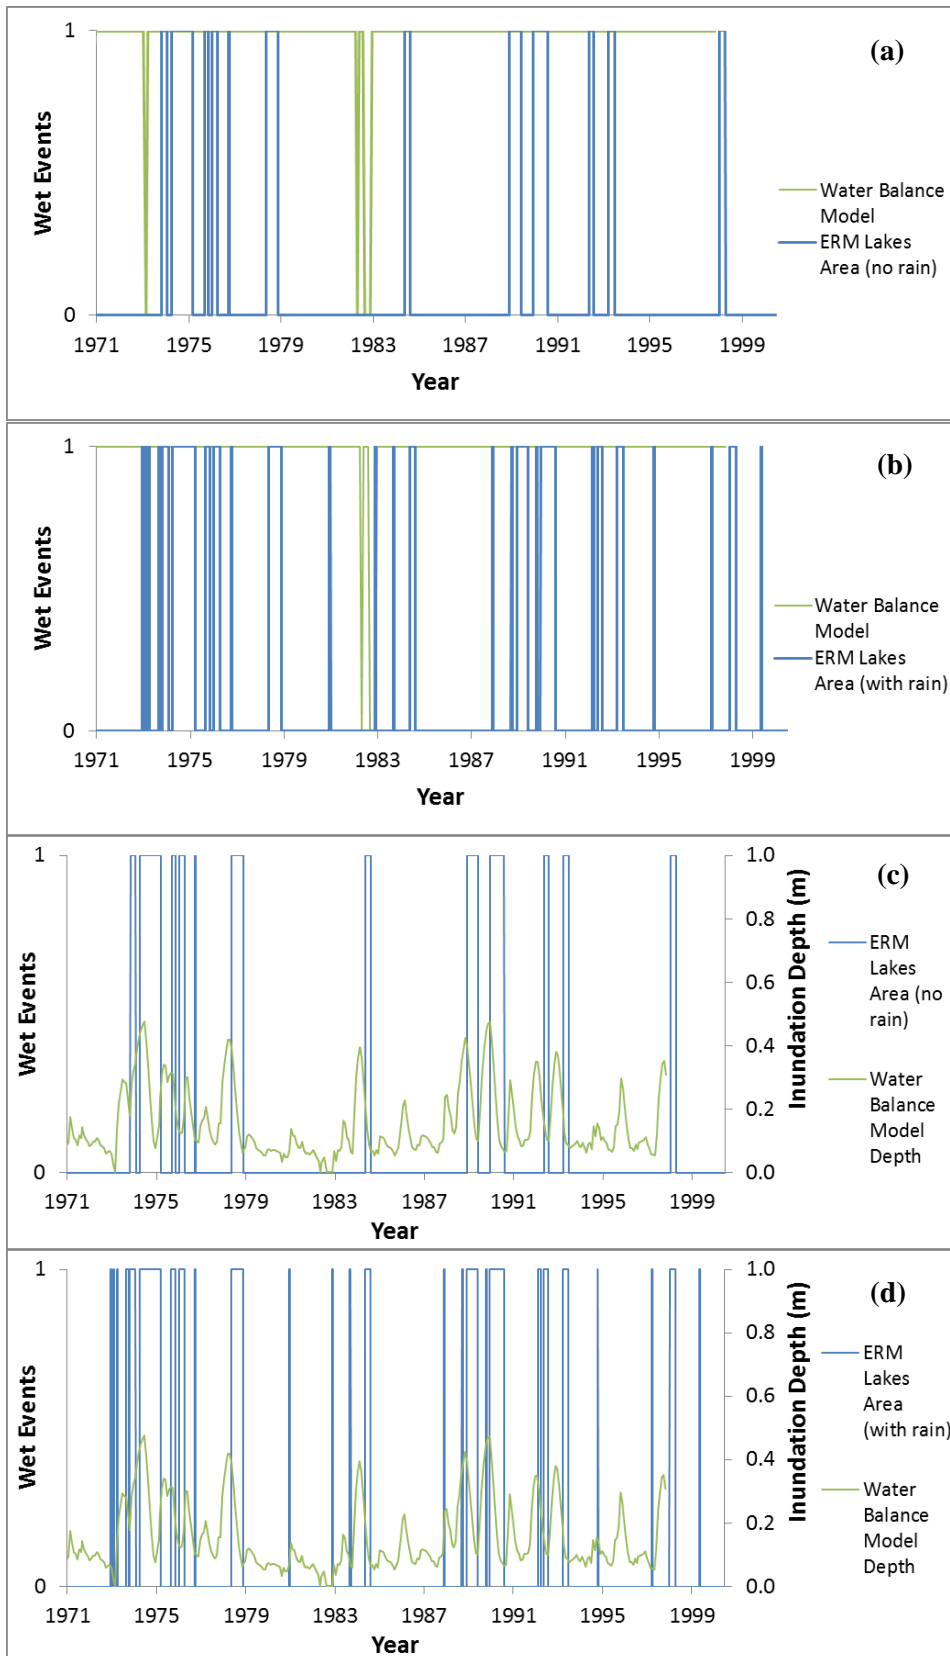 (a)
1
Wet Events
0
1971 1975 1979 1983 1987 1991 1995 1999
Year
Water Balance
Model
ERM Lakes
Area (no rain)
(b)
1
Wet Events
0
1971 1975 1979 1983 1987 1991 1995 1999
Year
Water Balance
Model
ERM Lakes
Area (with rain)
(c)
1
Wet Events
0
1971 1975 1979 1983 1987 1991 1995 1999
Year
1.0
0.8
0.6
0.4
0.2
0.0
Inundation Depth (m)
ERM
Lakes
Area (no
rain)
Water
Balance
Model
Depth
(d)
1
Wet Events
0
1971 1975 1979 1983 1987 1991 1995 1999
Year
1.0
0.8
0.6
0.4
0.2
0.0
Inundation Depth (m)
ERM
Lakes
Area
(with rain)
Water
Balance
Model
Depth